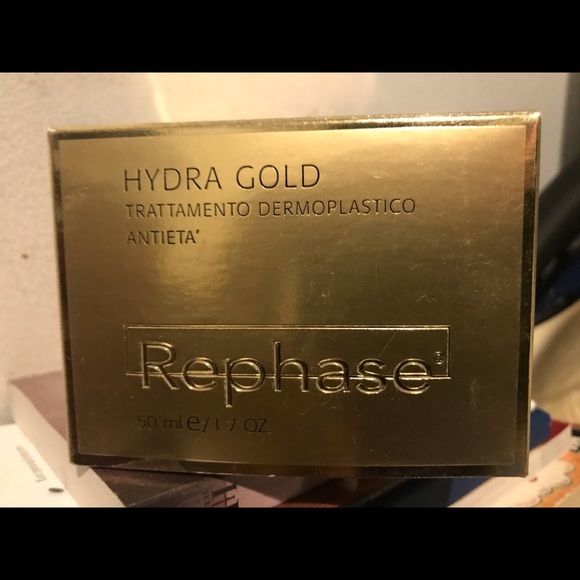 HYDRA GOLD
TRATTAMENTO DERMOPLASTICO
ANTIETA'
Rephase®
50 ml e/1.7 OZ